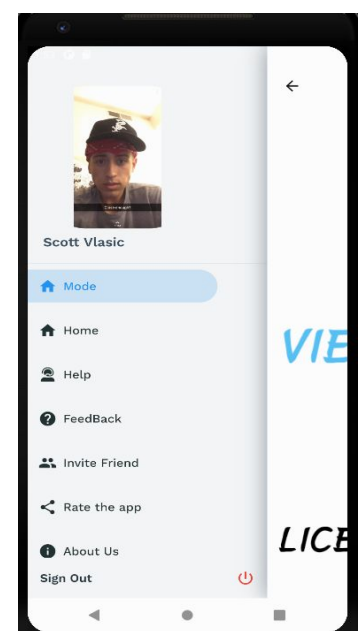 Scott Vlasic
Mode
Home
Help
FeedBack
Invite Friend
Rate the app
About Us
Sign Out
VIE
LICE